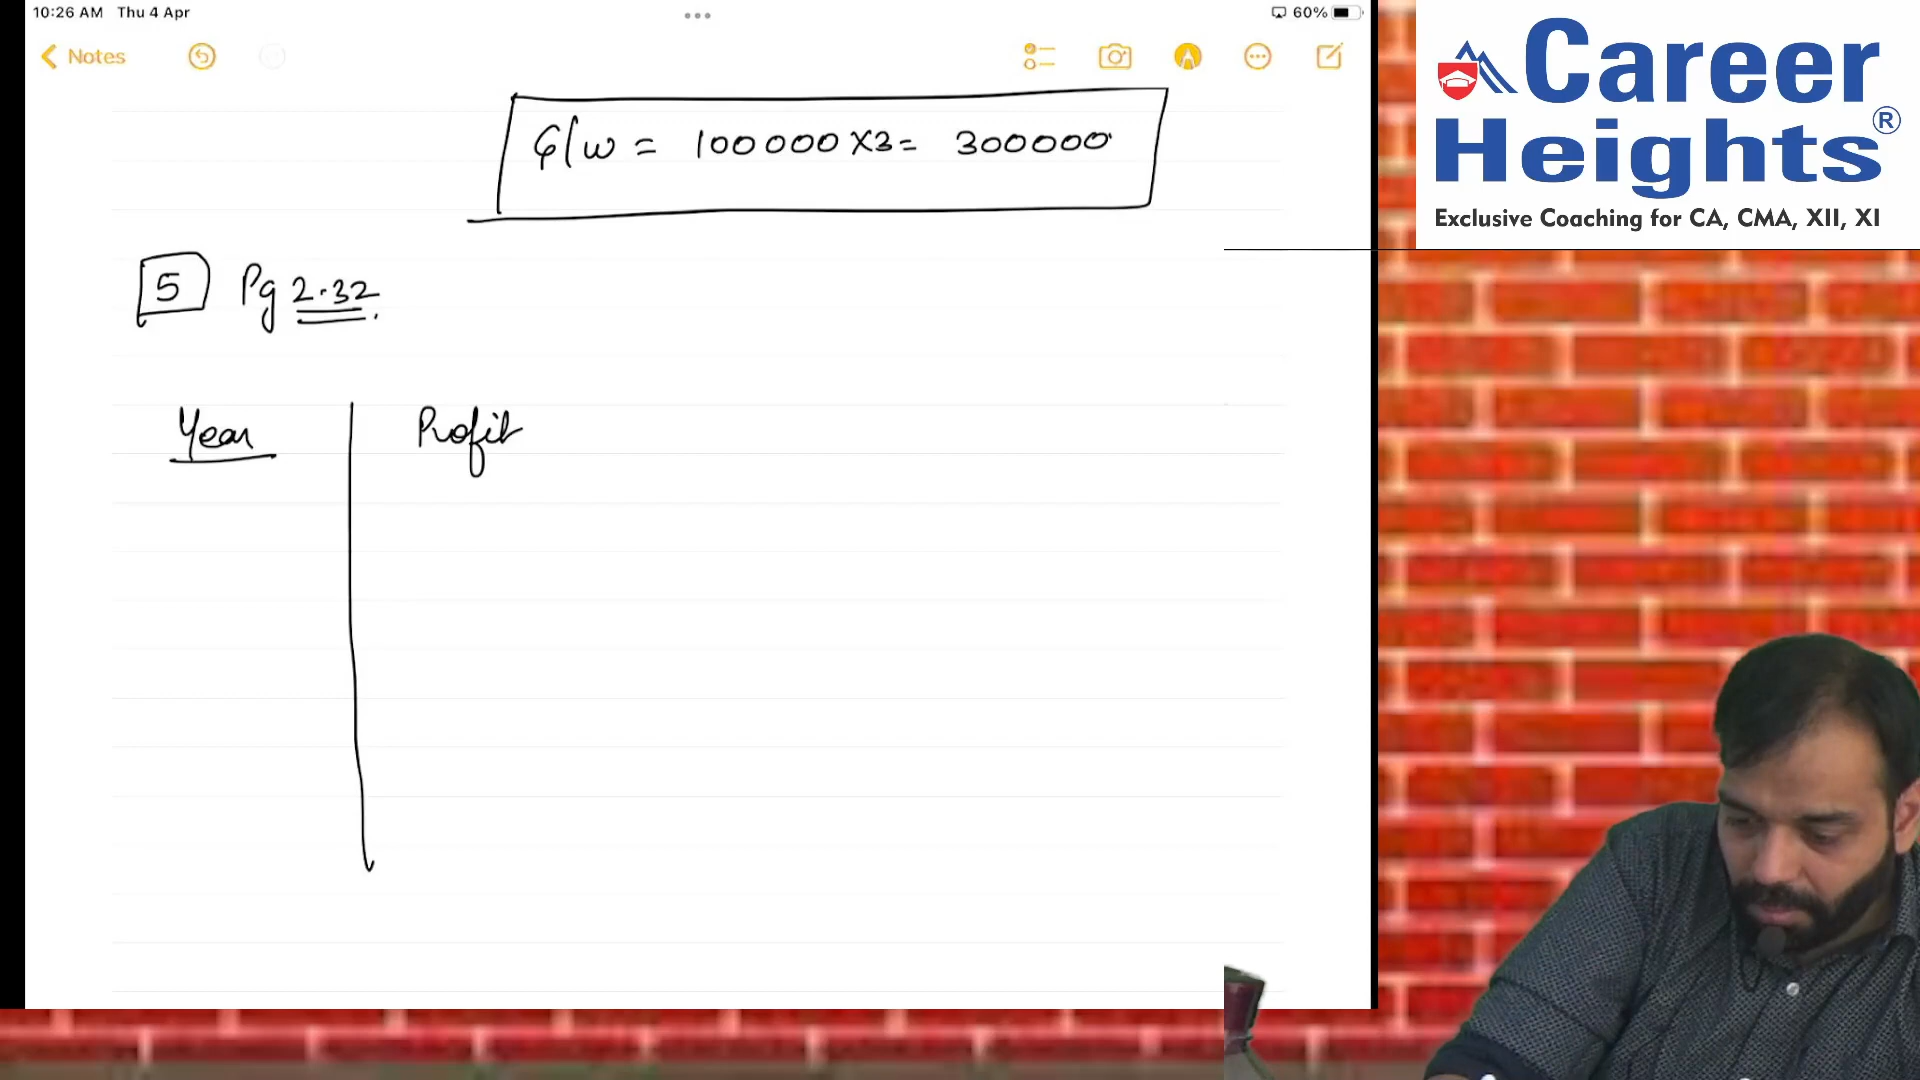 10:26 AM Thu 4 Apr
60%
Notes
G/w = 100000 x3 = 300000
5 Pg 2.32.
Year Profit
Career
Heights®
Exclusive Coaching for CA, CMA, XII, XI